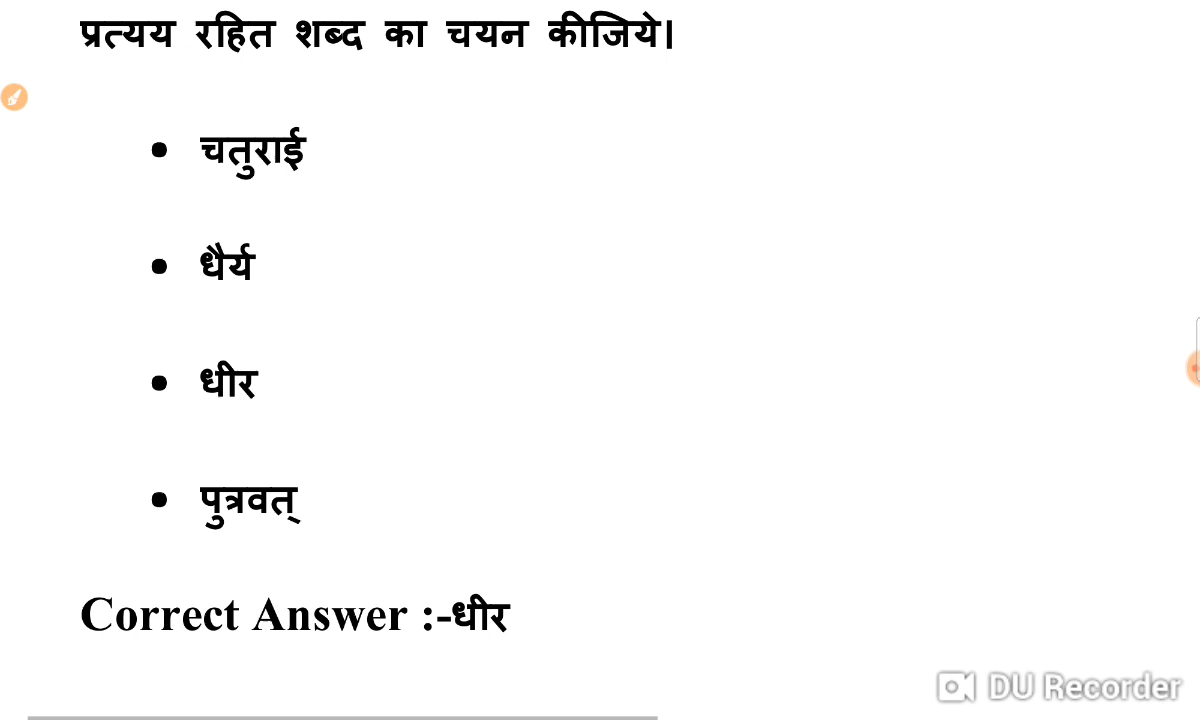 प्रत्यय रहित शब्द का चयन कीजिये।
• चतुराई
• धैर्य
• धीर
• पुत्रवत्
Correct Answer :-धीर
DU Recorder